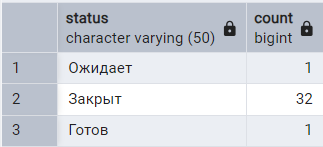 status count
character varying (50) bigint
1 Ожидает 1
2 Закрыт 32
3 Готов 1